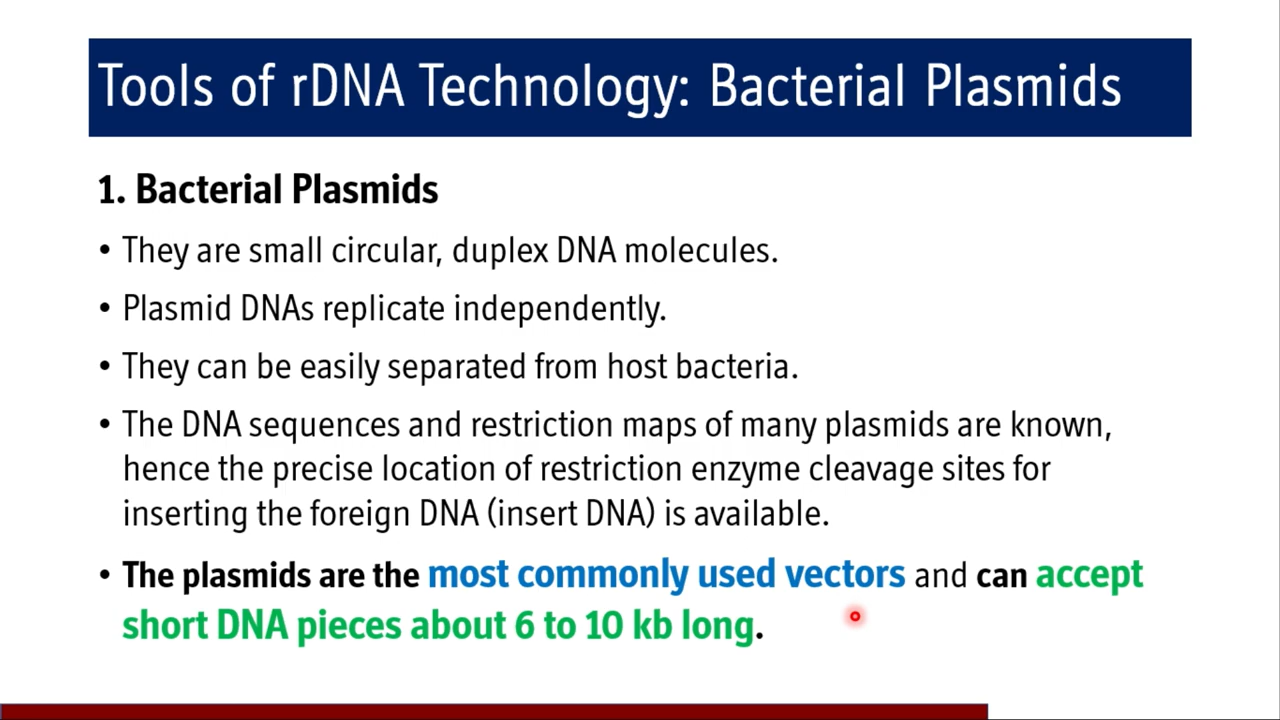 Tools of rDNA Technology: Bacterial Plasmids
1. Bacterial Plasmids
• They are small circular, duplex DNA molecules.
• Plasmid DNAs replicate independently.
• They can be easily separated from host bacteria.
• The DNA sequences and restriction maps of many plasmids are known,
hence the precise location of restriction enzyme cleavage sites for
inserting the foreign DNA (insert DNA) is available.
• The plasmids are the most commonly used vectors and can accept
short DNA pieces about 6 to 10 kb long.